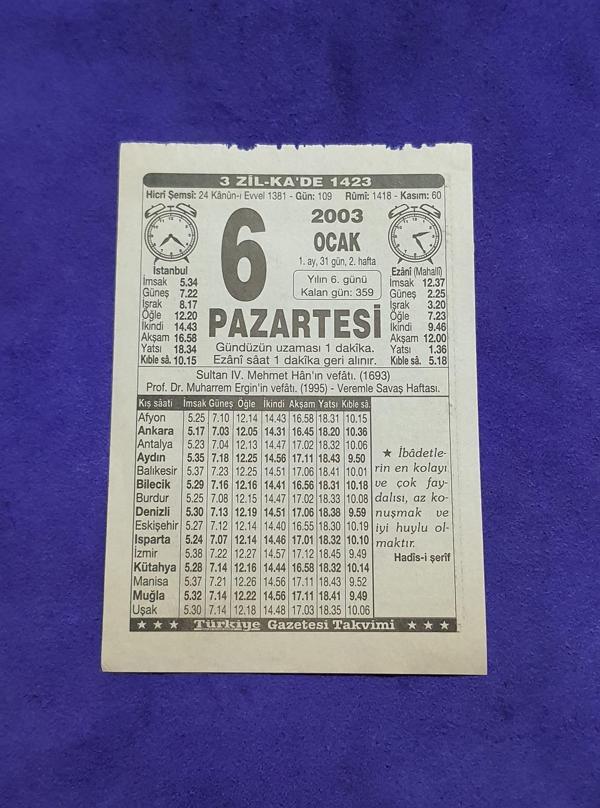 3 ZİL-KA'DE 1423
Hicrî Şemsî: 24 Kânûn-ı Evvel 1381 - Gün: 109 Rûmî: 1418 - Kasım: 60
6
2003
OCAK
1. ay, 31 gün, 2. hafta
Yılın 6. günü
Kalan gün: 359
PAZARTESİ
Gündüzün uzaması 1 dakîka.
Ezânî sâat 1 dakîka geri alınır.
İstanbul
İmsak 5.34
Güneş 7.22
Işrak 8.17
Öğle 12.20
İkindi 14.43
Akşam 16.58
Yatsı 18.34
Kıble sâ. 10.15
Ezânî (Mahallî)
İmsak 12.37
Güneş 2.25
Işrak 3.20
Öğle 7.23
İkindi 9.46
Akşam 12.00
Yatsı 1.36
Kıble sâ. 5.18
Sultan IV. Mehmet Hân'ın vefâtı. (1693)
Prof. Dr. Muharrem Ergin'in vefâtı. (1995) - Veremle Savaş Haftası.
Kış sâati İmsak Güneş Öğle İkindi Akşam Yatsı Kıble sâ.
Afyon 5.25 7.10 12.14 14.43 16.58 18.31 10.15
Ankara 5.17 7.03 12.05 14.31 16.45 18.20 10.36
Antalya 5.23 7.04 12.13 14.47 17.02 18.32 10.06
Aydın 5.35 7.18 12.25 14.56 17.11 18.43 9.50
Balıkesir 5.37 7.23 12.25 14.51 17.06 18.41 10.01
Bilecik 5.29 7.16 12.16 14.41 16.56 18.31 10.18
Burdur 5.25 7.08 12.15 14.47 17.02 18.33 10.08
Denizli 5.30 7.13 12.19 14.51 17.06 18.38 9.59
Eskişehir 5.27 7.12 12.14 14.40 16.55 18.30 10.19
Isparta 5.24 7.07 12.14 14.46 17.01 18.32 10.10
İzmir 5.38 7.22 12.27 14.57 17.12 18.45 9.49
Kütahya 5.28 7.14 12.16 14.44 16.58 18.32 10.14
Manisa 5.37 7.21 12.26 14.56 17.11 18.43 9.52
Muğla 5.32 7.14 12.22 14.56 17.11 18.41 9.49
Uşak 5.30 7.14 12.18 14.48 17.03 18.35 10.06
★ İbâdetle-
rin en kolayı
ve çok fay-
dalısı, az ko-
nuşmak ve
iyi huylu ol-
maktır.
Hadîs-i şerîf
★ ★ ★ Türkiye Gazetesi Takvimi ★ ★ ★